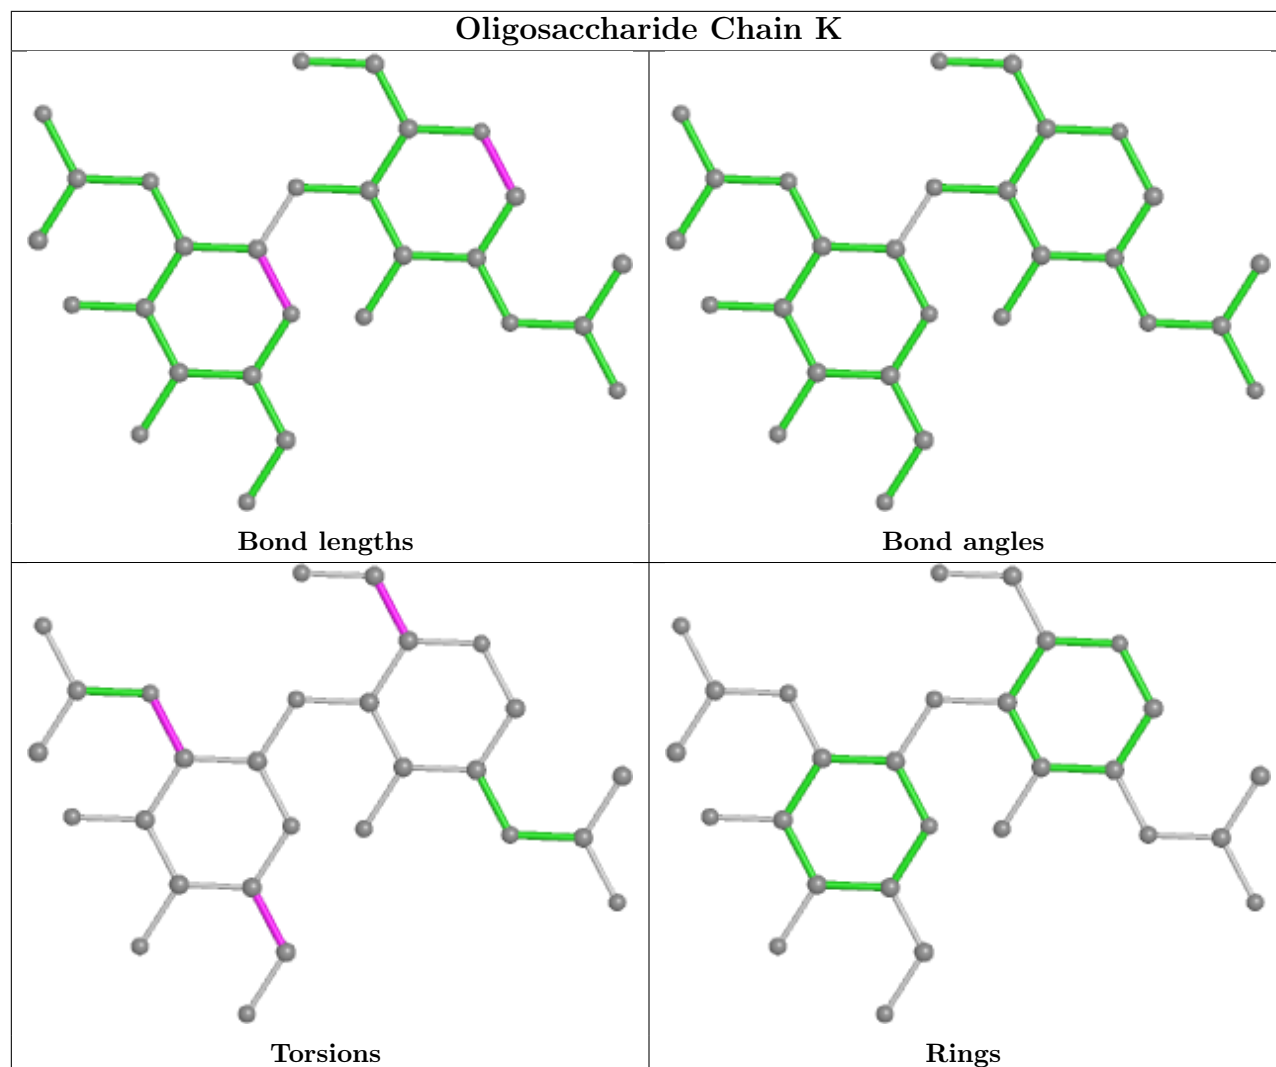 Oligosaccharide Chain K
Bond lengths
Bond angles
Torsions
Rings